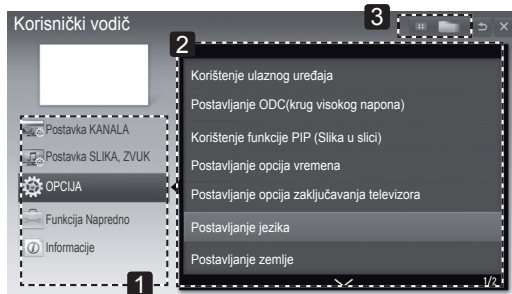 Korisnički vodič
3
2
Korištenje ulaznog uređaja
Postavljanje ODC(krug visokog napona)
Korištenje funkcije PIP (Slika u slici)
Postavljanje opcija vremena
Postavljanje opcija zaključavanja televizora
Postavljanje jezika
Postavljanje zemlje
1/2
Postavka KANALA
Postavka SLIKA, ZVUK
OPCIJA
Funkcija Napredno
Informacije
1